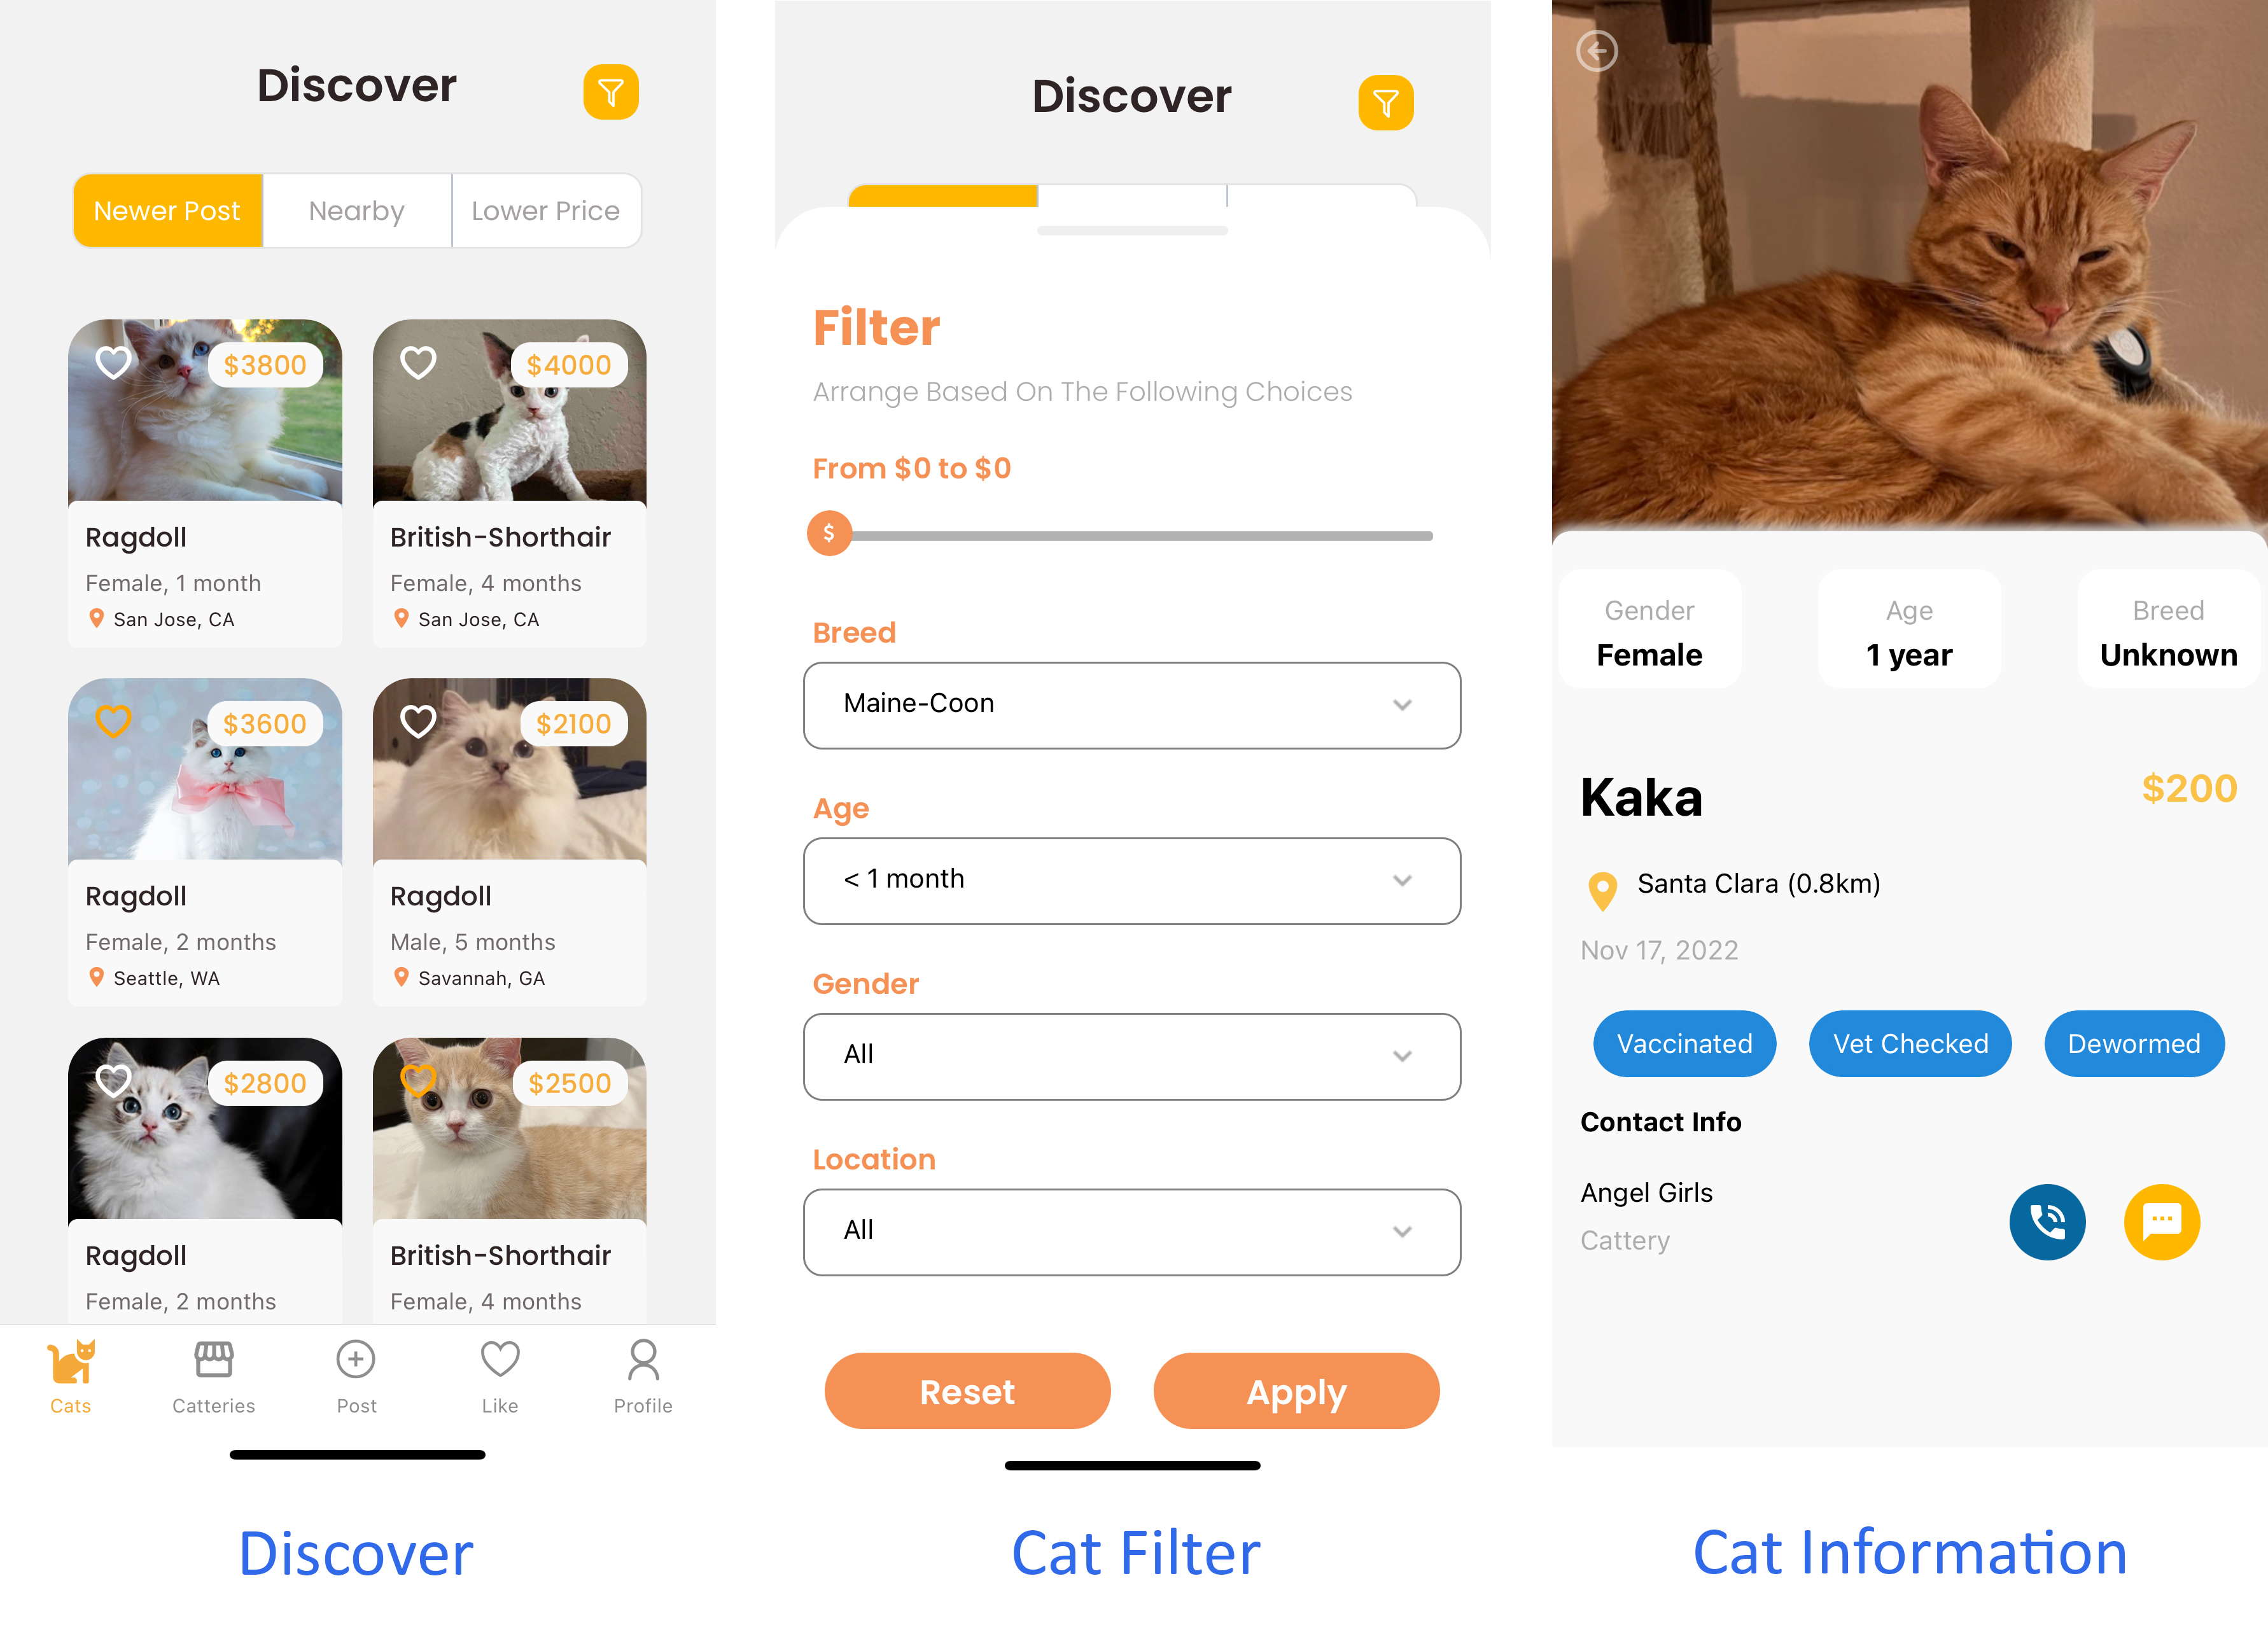 Discover
Newer Post Nearby Lower Price
$3800 $4000
Ragdoll British-Shorthair
Female, 1 month Female, 4 months
San Jose, CA San Jose, CA
$3600 $2100
Ragdoll Ragdoll
Female, 2 months Male, 5 months
Seattle, WA Savannah, GA
$2800 $2500
Ragdoll British-Shorthair
Female, 2 months Female, 4 months
Cats Catteries Post Like Profile
Discover
Discover
Filter
Arrange Based On The Following Choices
From $0 to $0
$
Breed
Maine-Coon
Age
< 1 month
Gender
All
Location
All
Reset Apply
Cat Filter
Gender Age Breed
Female 1 year Unknown
Kaka $200
Santa Clara (0.8km)
Nov 17, 2022
Vaccinated Vet Checked Dewormed
Contact Info
Angel Girls
Cattery
Cat Information